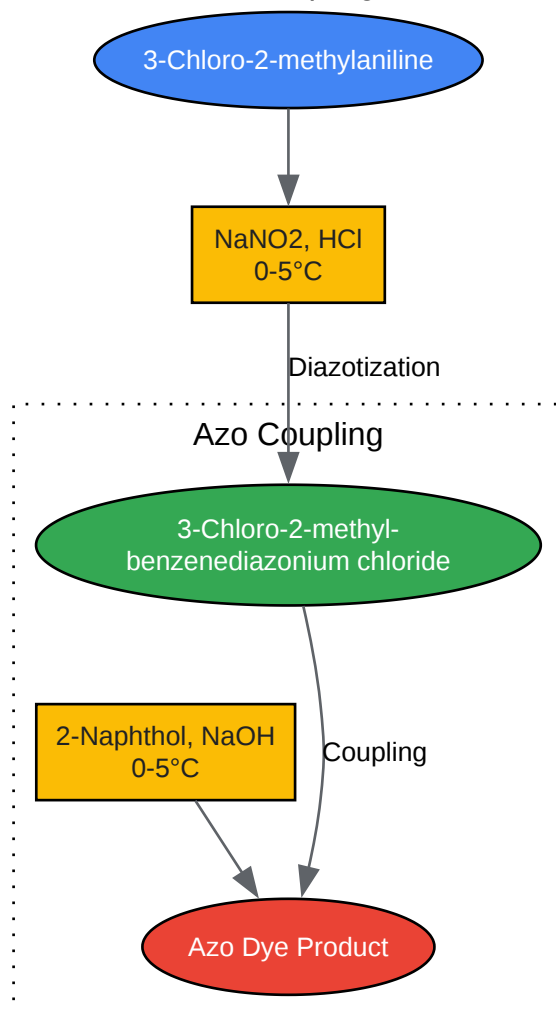 3-Chloro-2-methylaniline
NaNO2, HCl
0-5°C
Diazotization
Azo Coupling
3-Chloro-2-methyl-
benzenediazonium chloride
2-Naphthol, NaOH
0-5°C
Coupling
Azo Dye Product